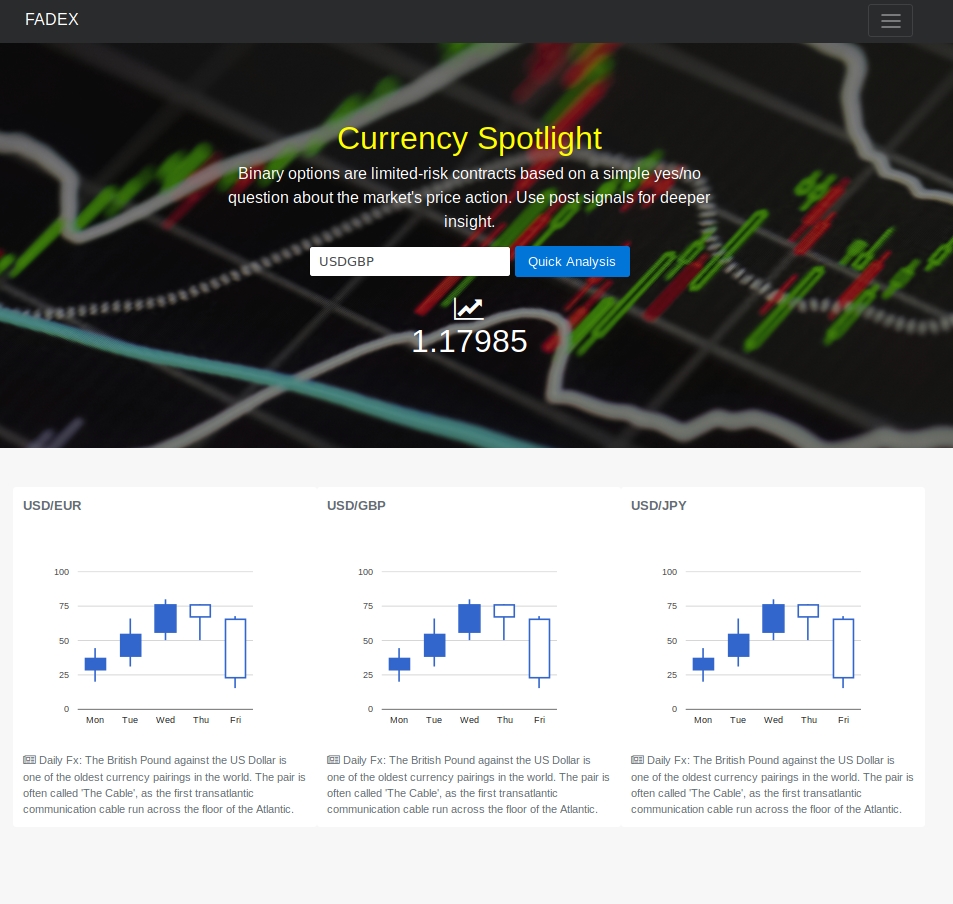 FADEX
Currency Spotlight
Binary options are limited-risk contracts based on a simple yes/no
question about the market's price action. Use post signals for deeper
insight.
USDGBP
Quick Analysis
1.17985
USD/EUR
100
75
50
25
0
Mon Tue Wed Thu Fri
Daily Fx: The British Pound against the US Dollar is
one of the oldest currency pairings in the world. The pair is
often called 'The Cable', as the first transatlantic
communication cable run across the floor of the Atlantic.
USD/GBP
100
75
50
25
0
Mon Tue Wed Thu Fri
Daily Fx: The British Pound against the US Dollar is
one of the oldest currency pairings in the world. The pair is
often called 'The Cable', as the first transatlantic
communication cable run across the floor of the Atlantic.
USD/JPY
100
75
50
25
0
Mon Tue Wed Thu Fri
Daily Fx: The British Pound against the US Dollar is
one of the oldest currency pairings in the world. The pair is
often called 'The Cable', as the first transatlantic
communication cable run across the floor of the Atlantic.